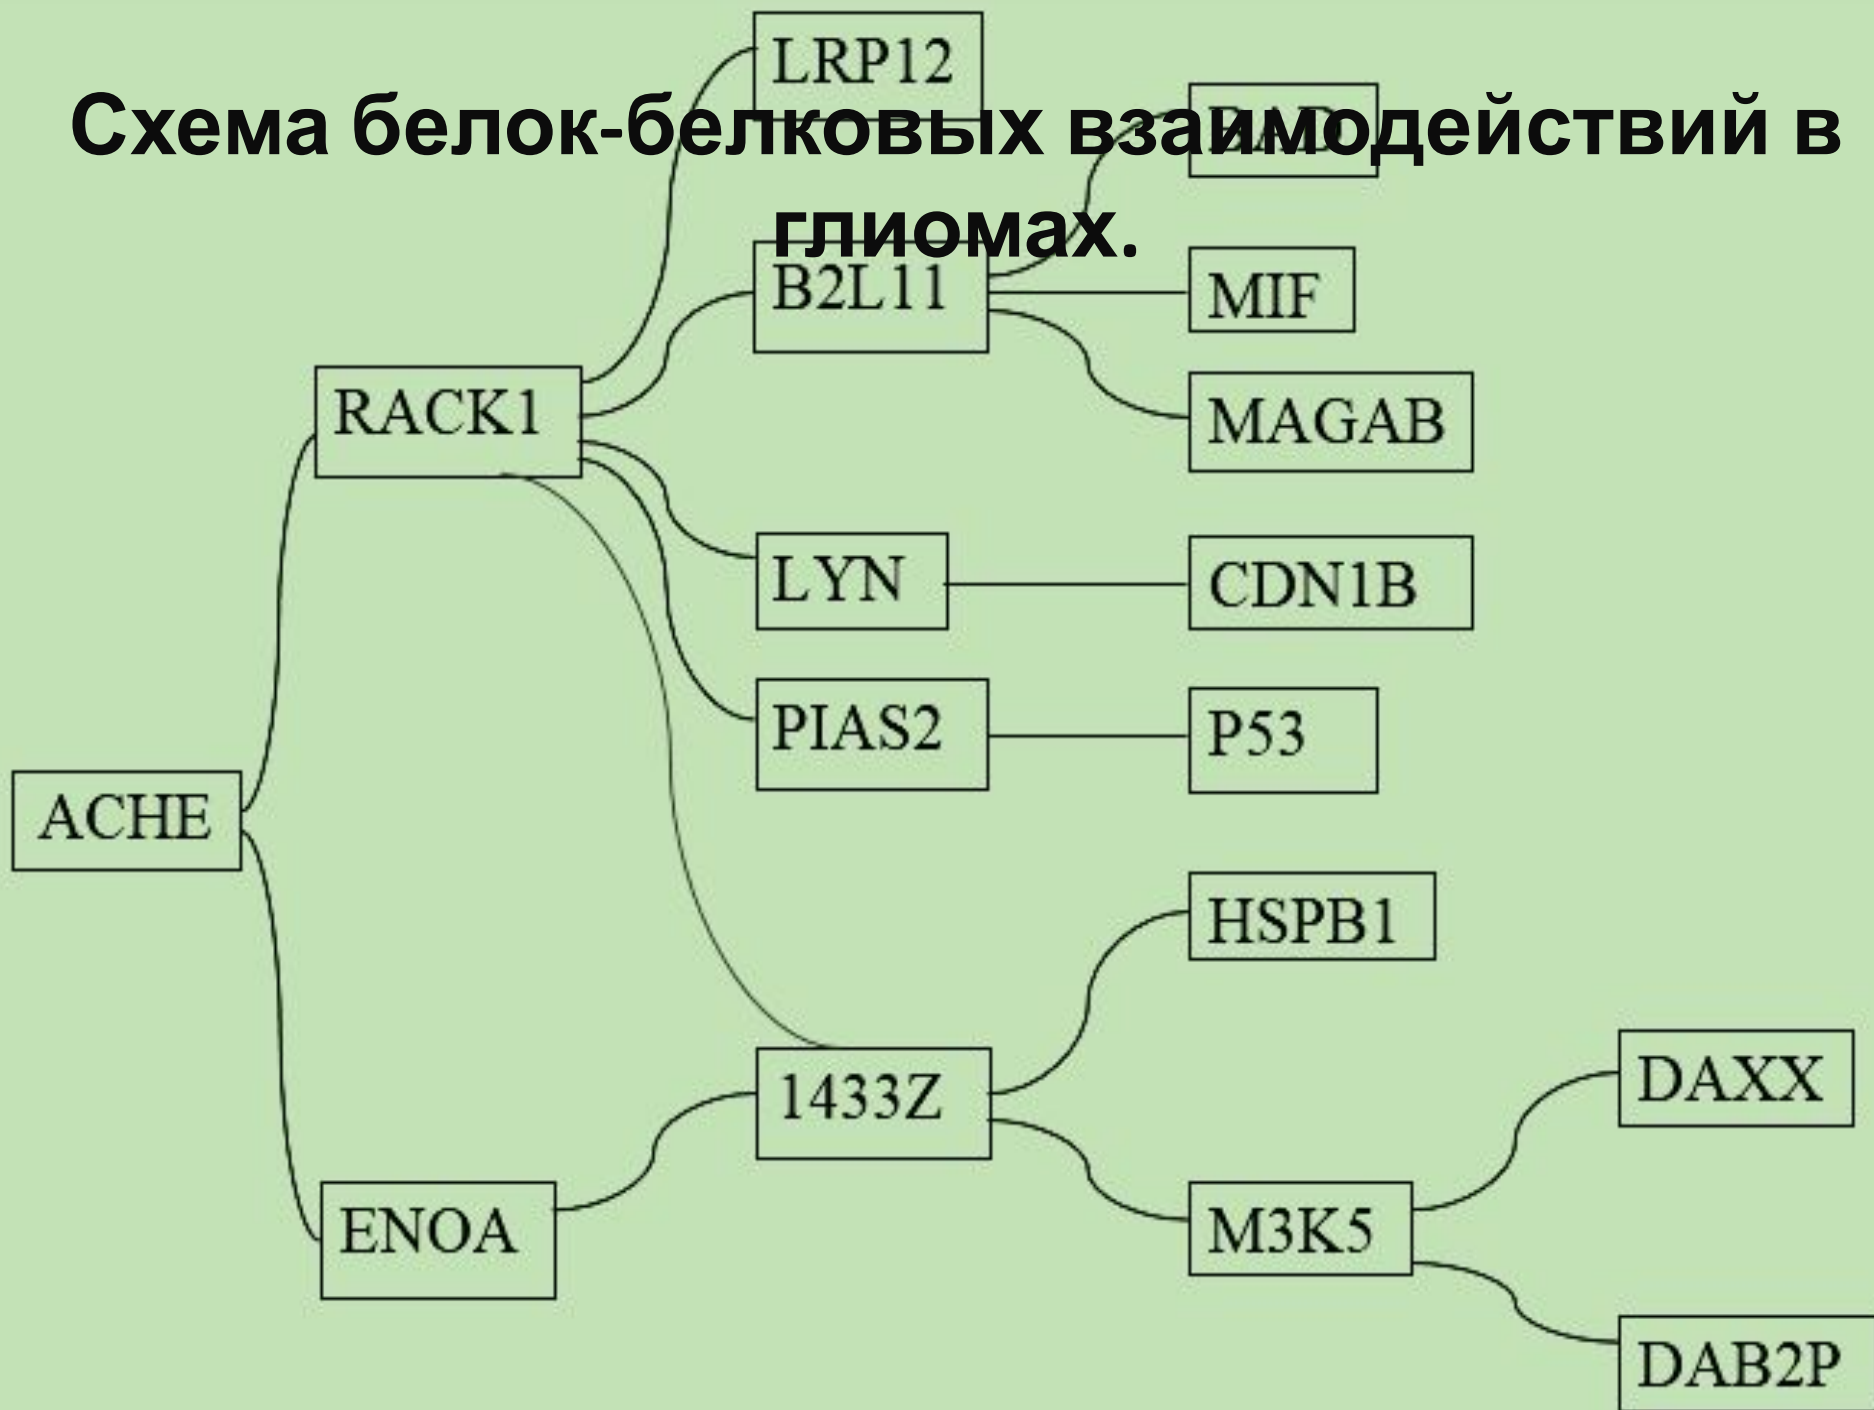 Схема белок-белковых взаимодействий в
глиомах.
LRP12
BAD
B2L11
MIF
RACK1
MAGAB
LYN
CDN1B
PIAS2
P53
ACHE
HSPB1
1433Z
DAXX
ENOA
M3K5
DAB2P